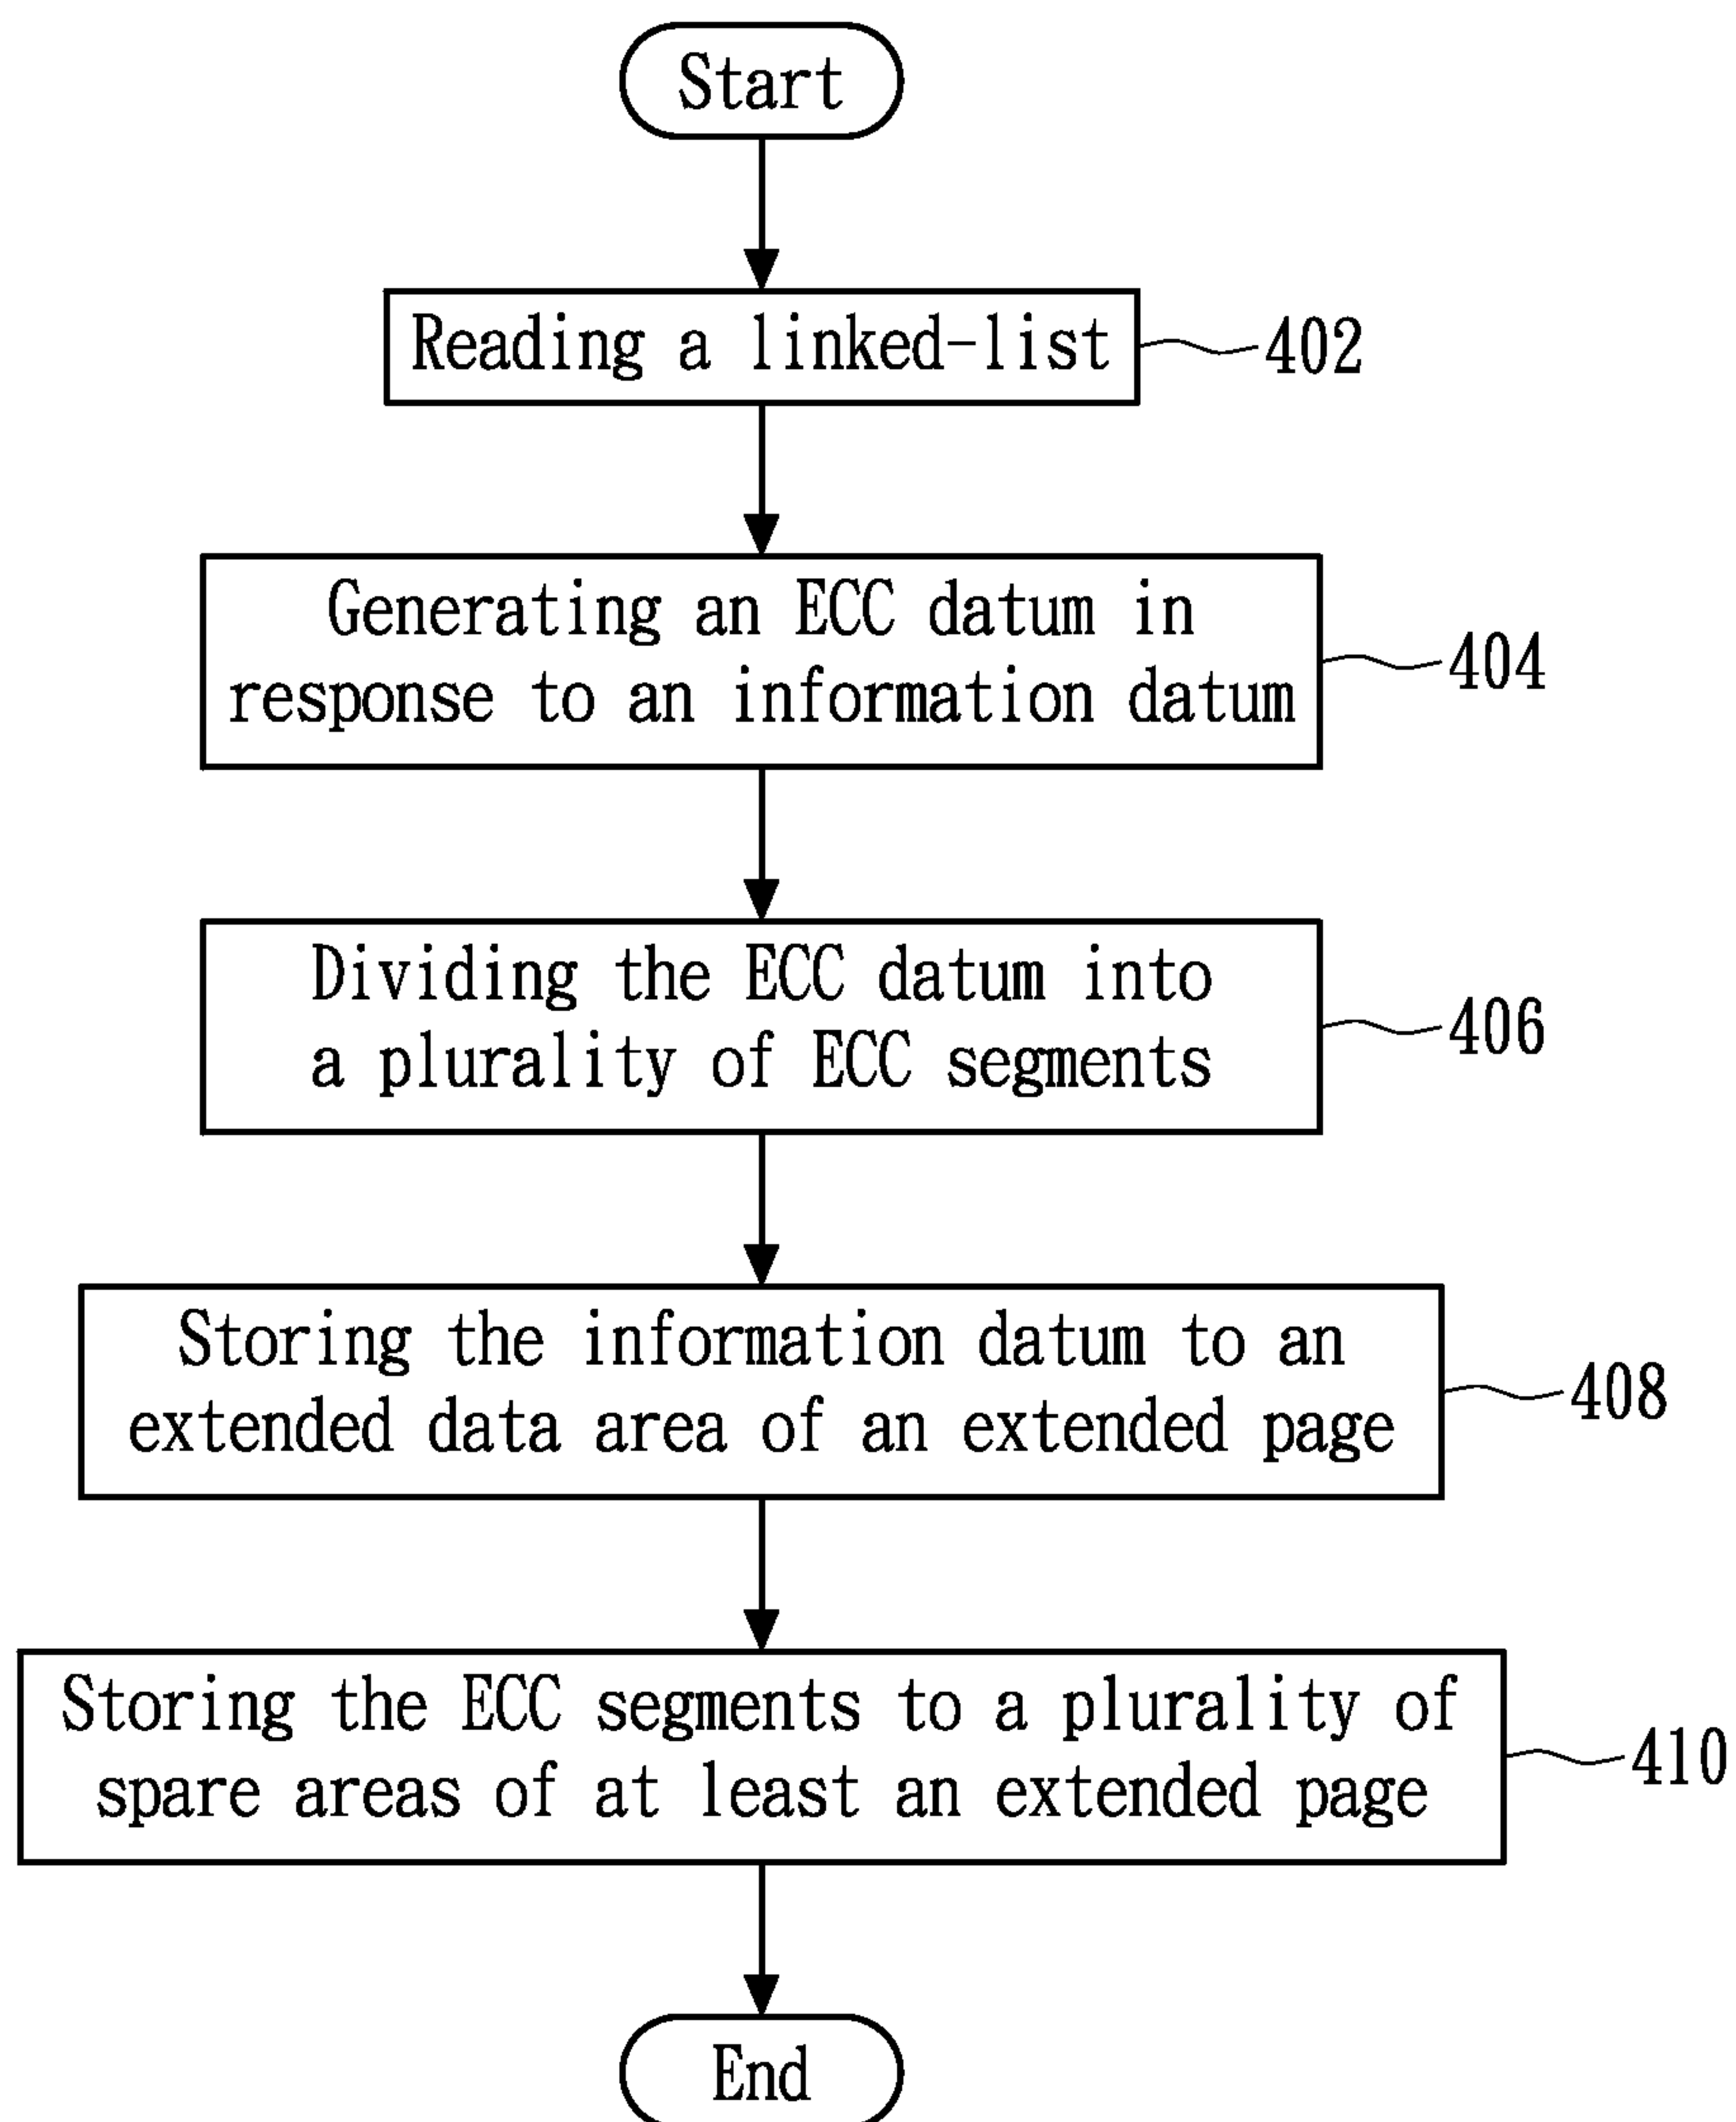 Start
Reading a linked-list
402
Generating an ECC datum in
response to an information datum
404
Dividing the ECC datum into
a plurality of ECC segments
406
Storing the information datum to an
extended data area of an extended page
408
Storing the ECC segments to a plurality of
spare areas of at least an extended page
410
End